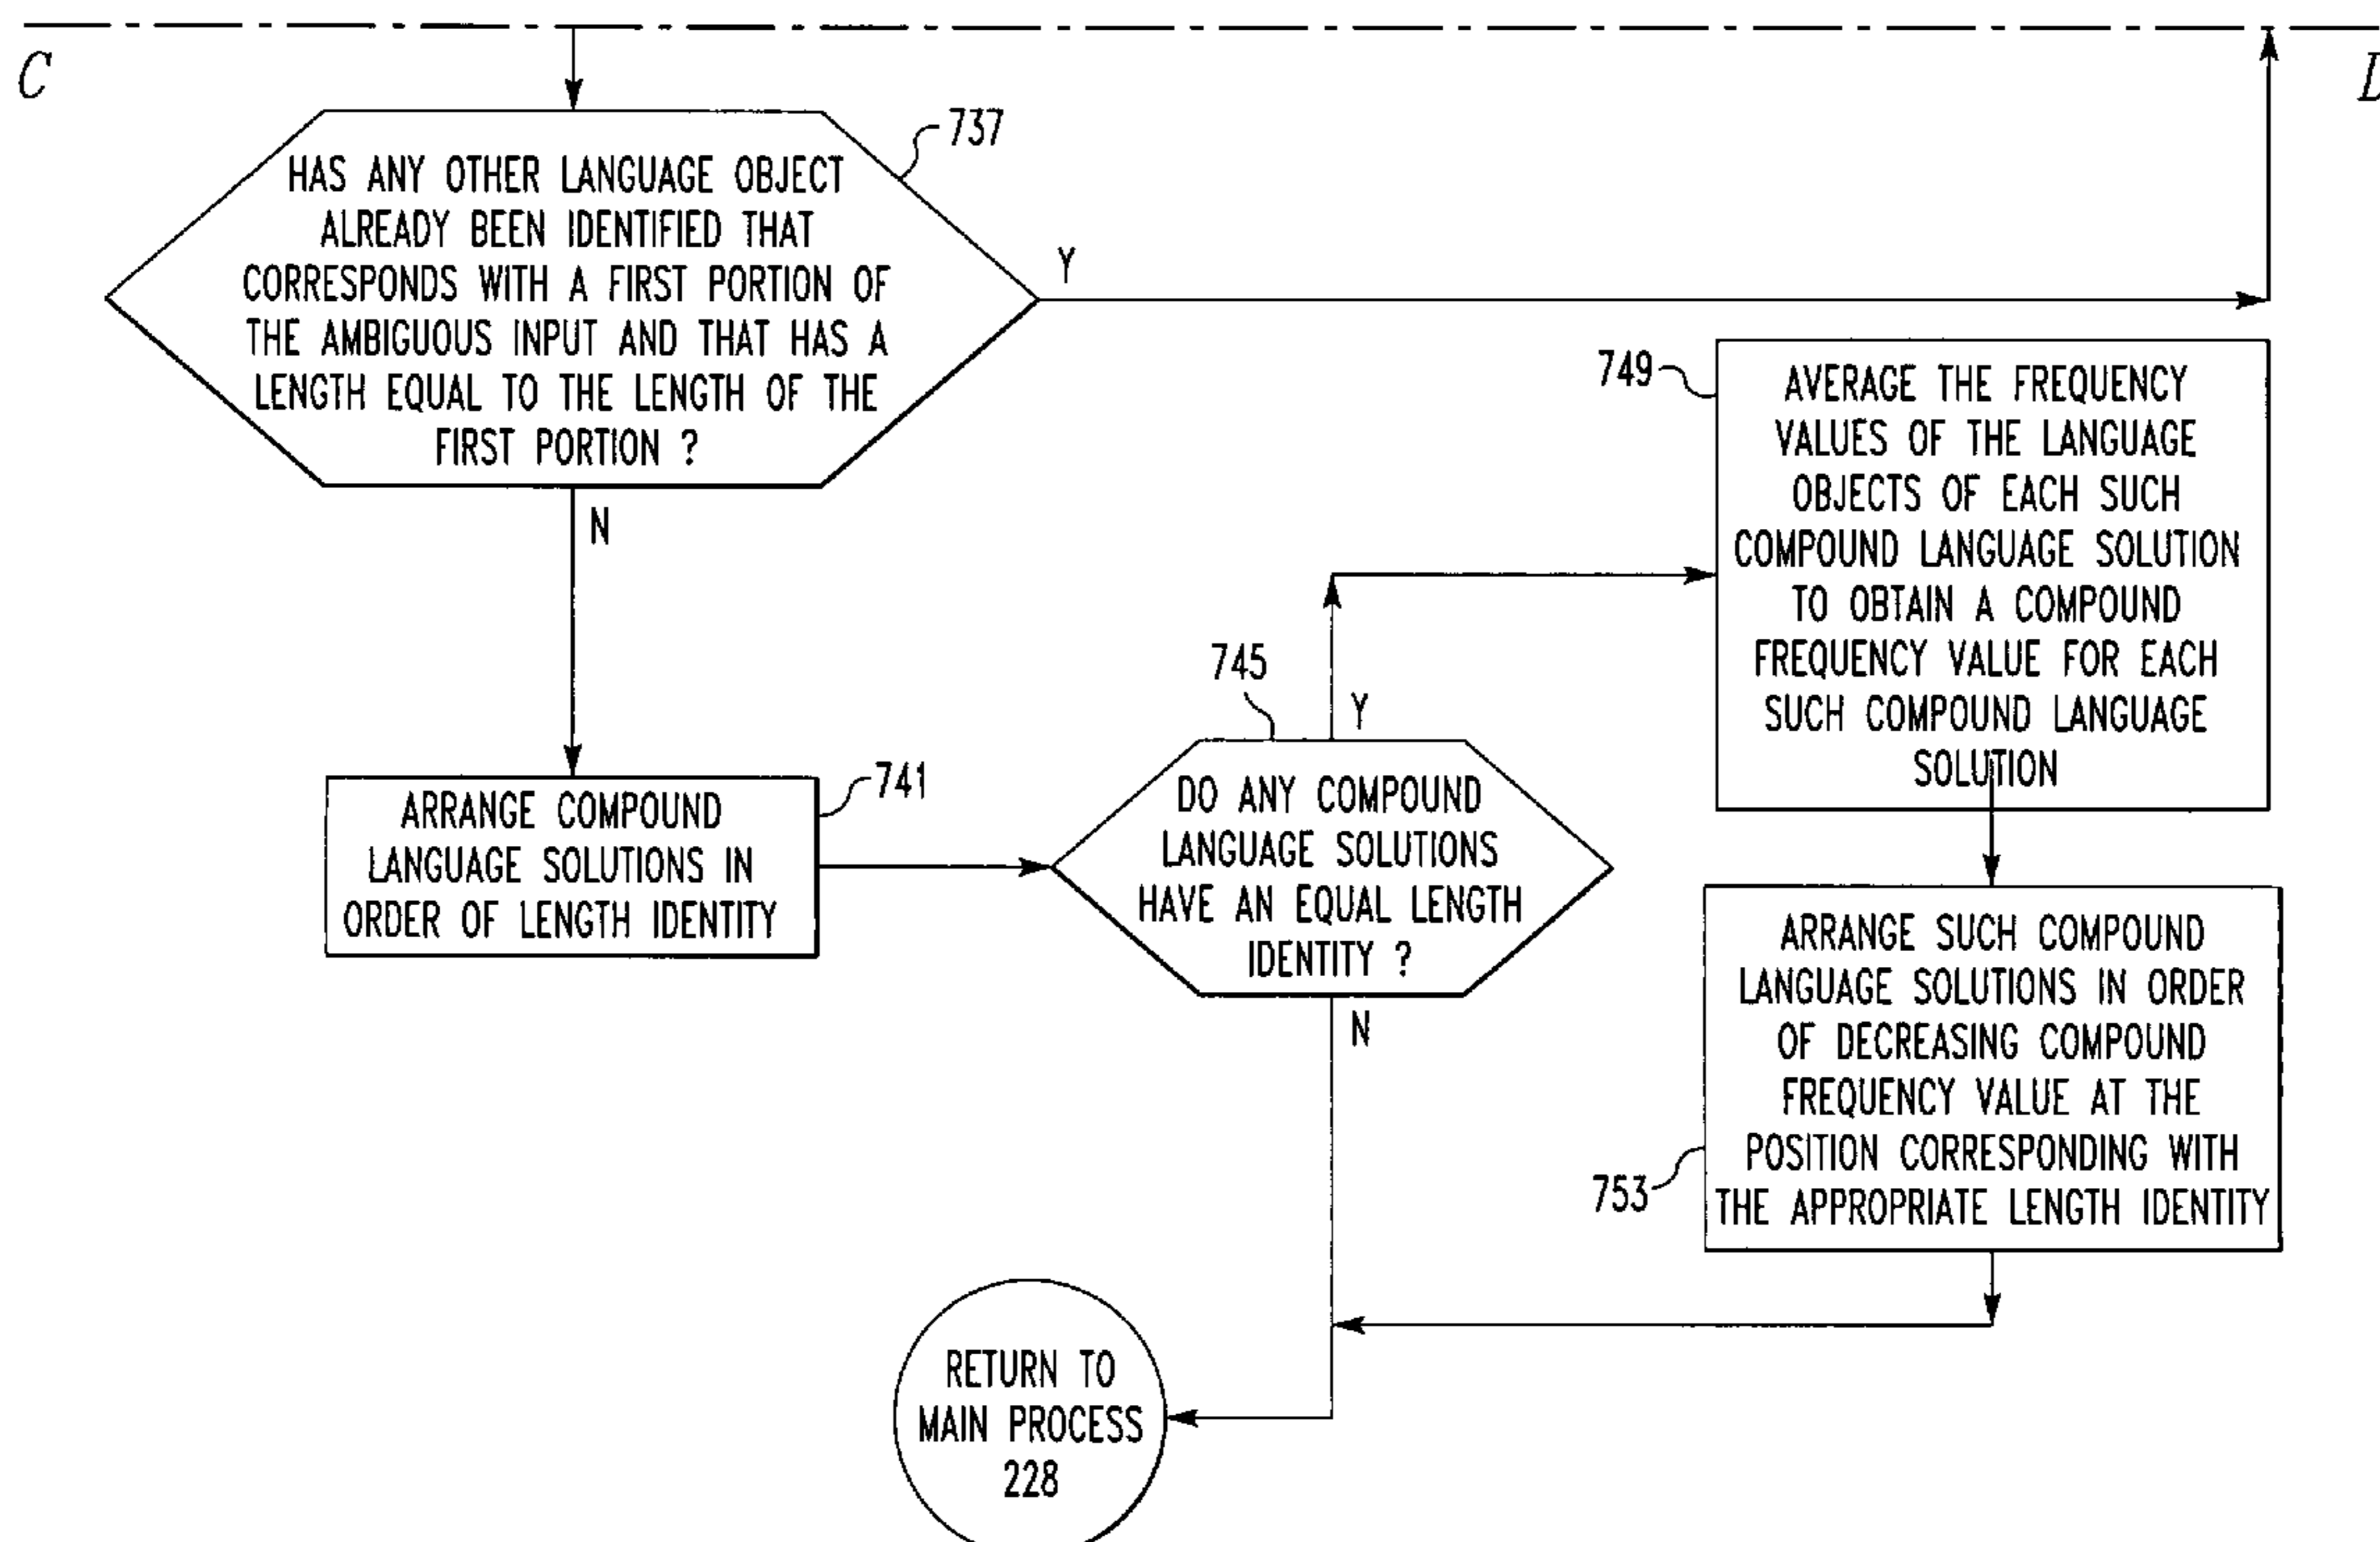 C
737
HAS ANY OTHER LANGUAGE OBJECT
ALREADY BEEN IDENTIFIED THAT
CORRESPONDS WITH A FIRST PORTION OF
THE AMBIGUOUS INPUT AND THAT HAS A
LENGTH EQUAL TO THE LENGTH OF THE
FIRST PORTION ?
Y
N
749
AVERAGE THE FREQUENCY
VALUES OF THE LANGUAGE
OBJECTS OF EACH SUCH
COMPOUND LANGUAGE SOLUTION
TO OBTAIN A COMPOUND
FREQUENCY VALUE FOR EACH
SUCH COMPOUND LANGUAGE
SOLUTION
741
ARRANGE COMPOUND
LANGUAGE SOLUTIONS IN
ORDER OF LENGTH IDENTITY
745
Y
DO ANY COMPOUND
LANGUAGE SOLUTIONS
HAVE AN EQUAL LENGTH
IDENTITY ?
N
753
ARRANGE SUCH COMPOUND
LANGUAGE SOLUTIONS IN ORDER
OF DECREASING COMPOUND
FREQUENCY VALUE AT THE
POSITION CORRESPONDING WITH
THE APPROPRIATE LENGTH IDENTITY
RETURN TO
MAIN PROCESS
228